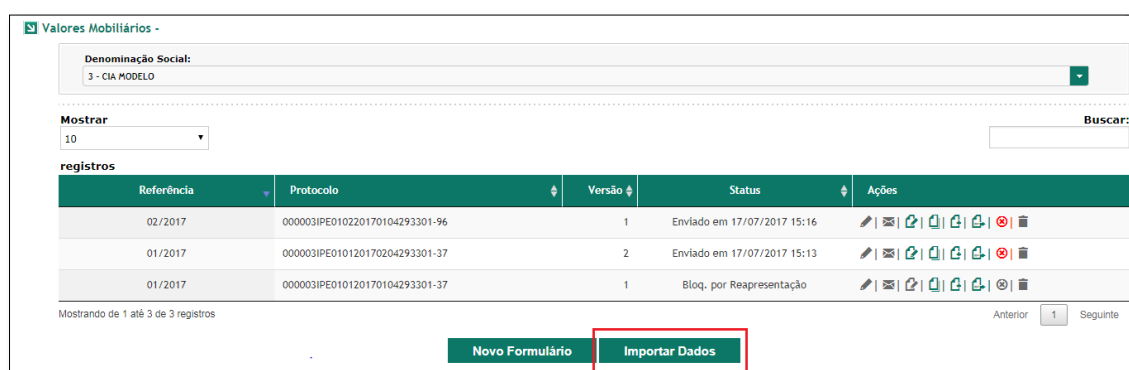 Valores Mobiliários -
Denominação Social:
3 - CIA MODELO
Mostrar
Buscar:
10
registros
Referência Protocolo Versão Status Ações
02/2017 000003IPE010220170104293301-96 1 Enviado em 17/07/2017 15:16
01/2017 000003IPE010120170204293301-37 2 Enviado em 17/07/2017 15:13
01/2017 000003IPE010120170104293301-37 1 Bloq. por Reapresentação
Mostrando de 1 até 3 de 3 registros
Anterior 1 Seguinte
Novo Formulário Importar Dados